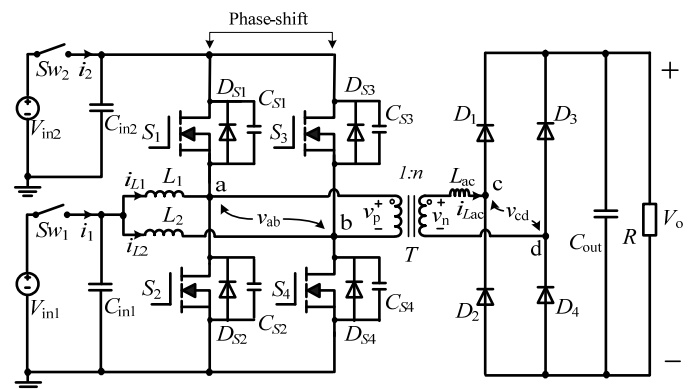 Phase-shift
Sw2 i2
Vin2 Cin2
S1 DS1 CS1 S3 DS3 CS3
D1 D3
+
iL1 L1 a
1:n
Lac c
iLac
Sw1 i1
iL2 L2
vab b
vp + −
vn + −
vcd d
T
Cout R Vo
Vin1 Cin1
S2 DS2 CS2 S4 DS4 CS4
D2 D4
−